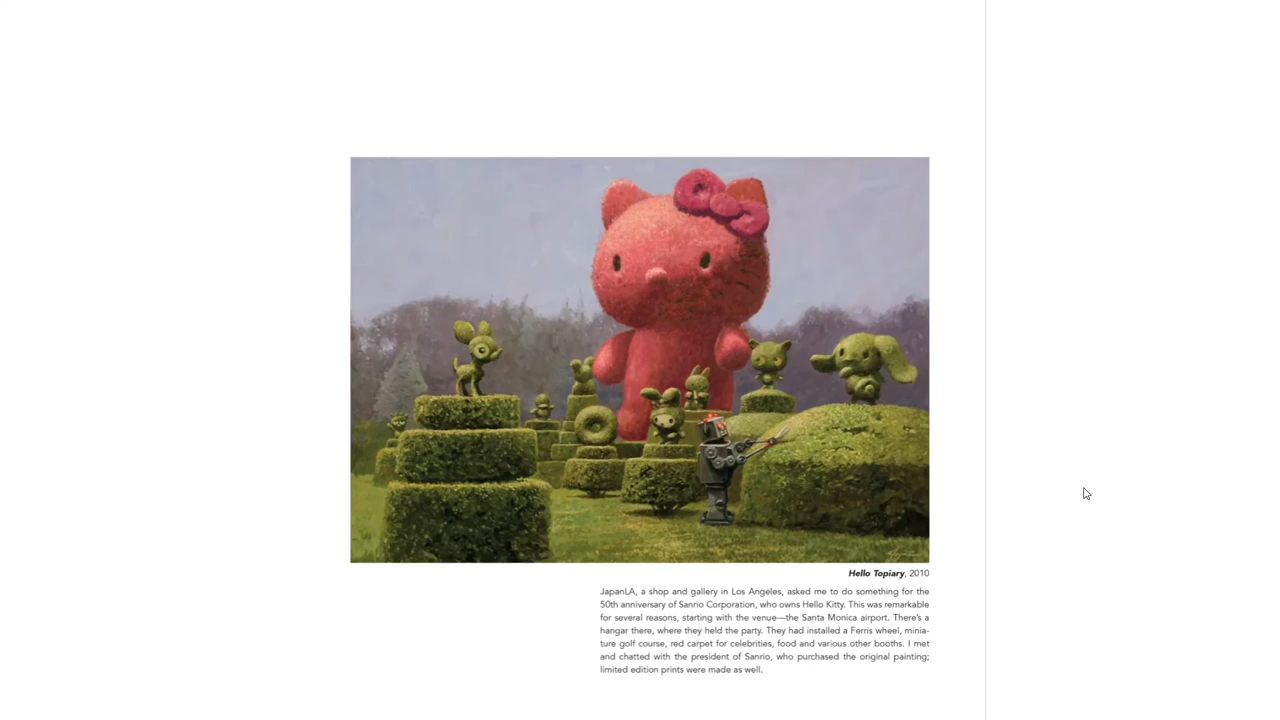 Hello Topiary, 2010
JapanLA, a shop and gallery in Los Angeles, asked me to do something for the
50th anniversary of Sanrio Corporation, who owns Hello Kitty. This was remarkable
for several reasons, starting with the venue—the Santa Monica airport. There's a
hangar there, where they held the party. They had installed a Ferris wheel, minia-
ture golf course, red carpet for celebrities, food and various other booths. I met
and chatted with the president of Sanrio, who purchased the original painting;
limited edition prints were made as well.